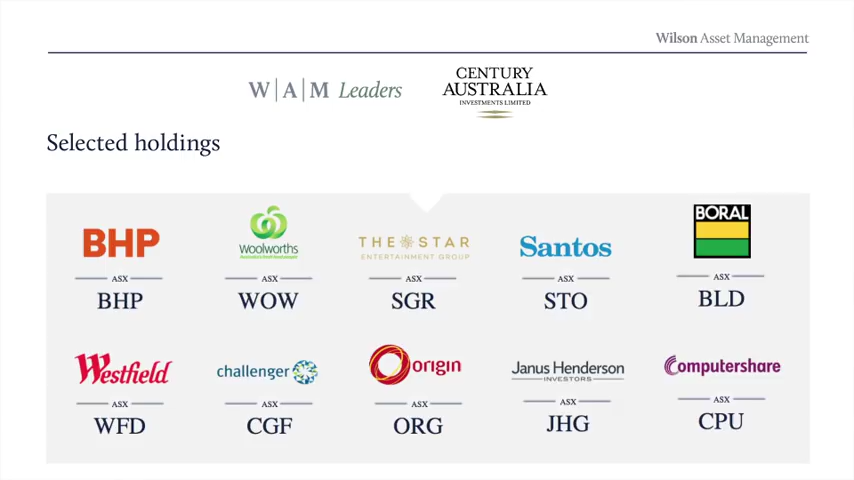 Wilson Asset Management
W|A|M Leaders
CENTURY
AUSTRALIA
INVESTMENTS LIMITED
Selected holdings
BHP
Woolworths
THE STAR
ENTERTAINMENT GROUP
Santos
BORAL
ASX
ASX
ASX
ASX
ASX
BHP
WOW
SGR
STO
BLD
Westfield
challenger
origin
Janus Henderson
INVESTORS
Computershare
ASX
ASX
ASX
ASX
ASX
WFD
CGF
ORG
JHG
CPU